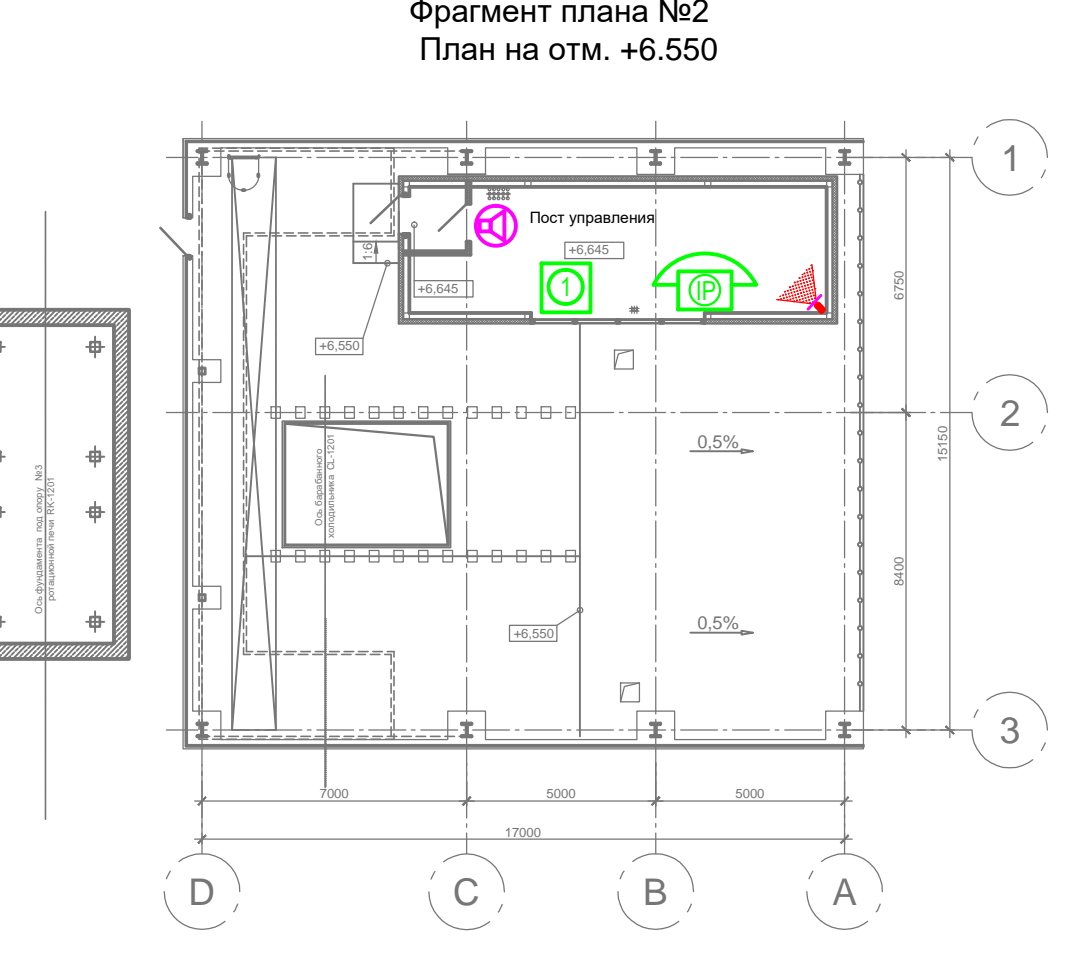 Фрагмент плана №2
План на отм. +6.550
1
Пост управления
+6,645
1:6
1
IP
+6,645
6750
+6,550
2
0,5%
15150
Ось барабанного
холодильника CL-1201
Ось фундамента под опору №3
ротационной печи RK-1201
8400
0,5%
+6,550
3
7000
5000
5000
17000
D
C
B
A